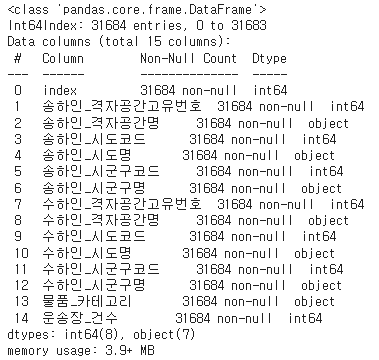 <class 'pandas.core.frame.DataFrame'>
Int64Index: 31684 entries, 0 to 31683
Data columns (total 15 columns):
 #   Column        Non-Null Count  Dtype
---  ------        --------------  -----
 0   index         31684 non-null  int64
 1   송하인_격자공간고유번호  31684 non-null  int64
 2   송하인_격자공간명     31684 non-null  object
 3   송하인_시도코드      31684 non-null  int64
 4   송하인_시도명       31684 non-null  object
 5   송하인_시군구코드     31684 non-null  int64
 6   송하인_시군구명      31684 non-null  object
 7   수하인_격자공간고유번호  31684 non-null  int64
 8   수하인_격자공간명     31684 non-null  object
 9   수하인_시도코드      31684 non-null  int64
 10  수하인_시도명       31684 non-null  object
 11  수하인_시군구코드     31684 non-null  int64
 12  수하인_시군구명      31684 non-null  object
 13  물품_카테고리       31684 non-null  object
 14  운송장_건수        31684 non-null  int64
dtypes: int64(8), object(7)
memory usage: 3.9+ MB